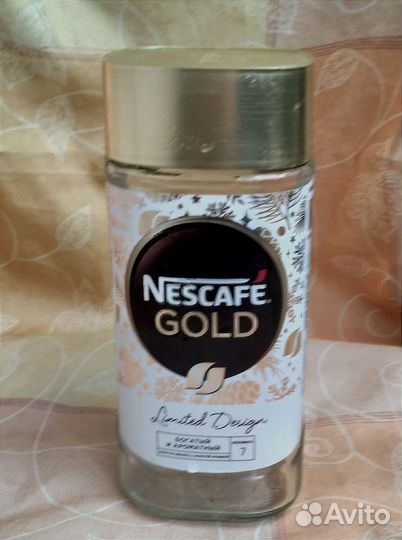 NESCAFÉ
GOLD
Limited Design
БОГАТЫЙ
И АРОМАТНЫЙ
7
Avito